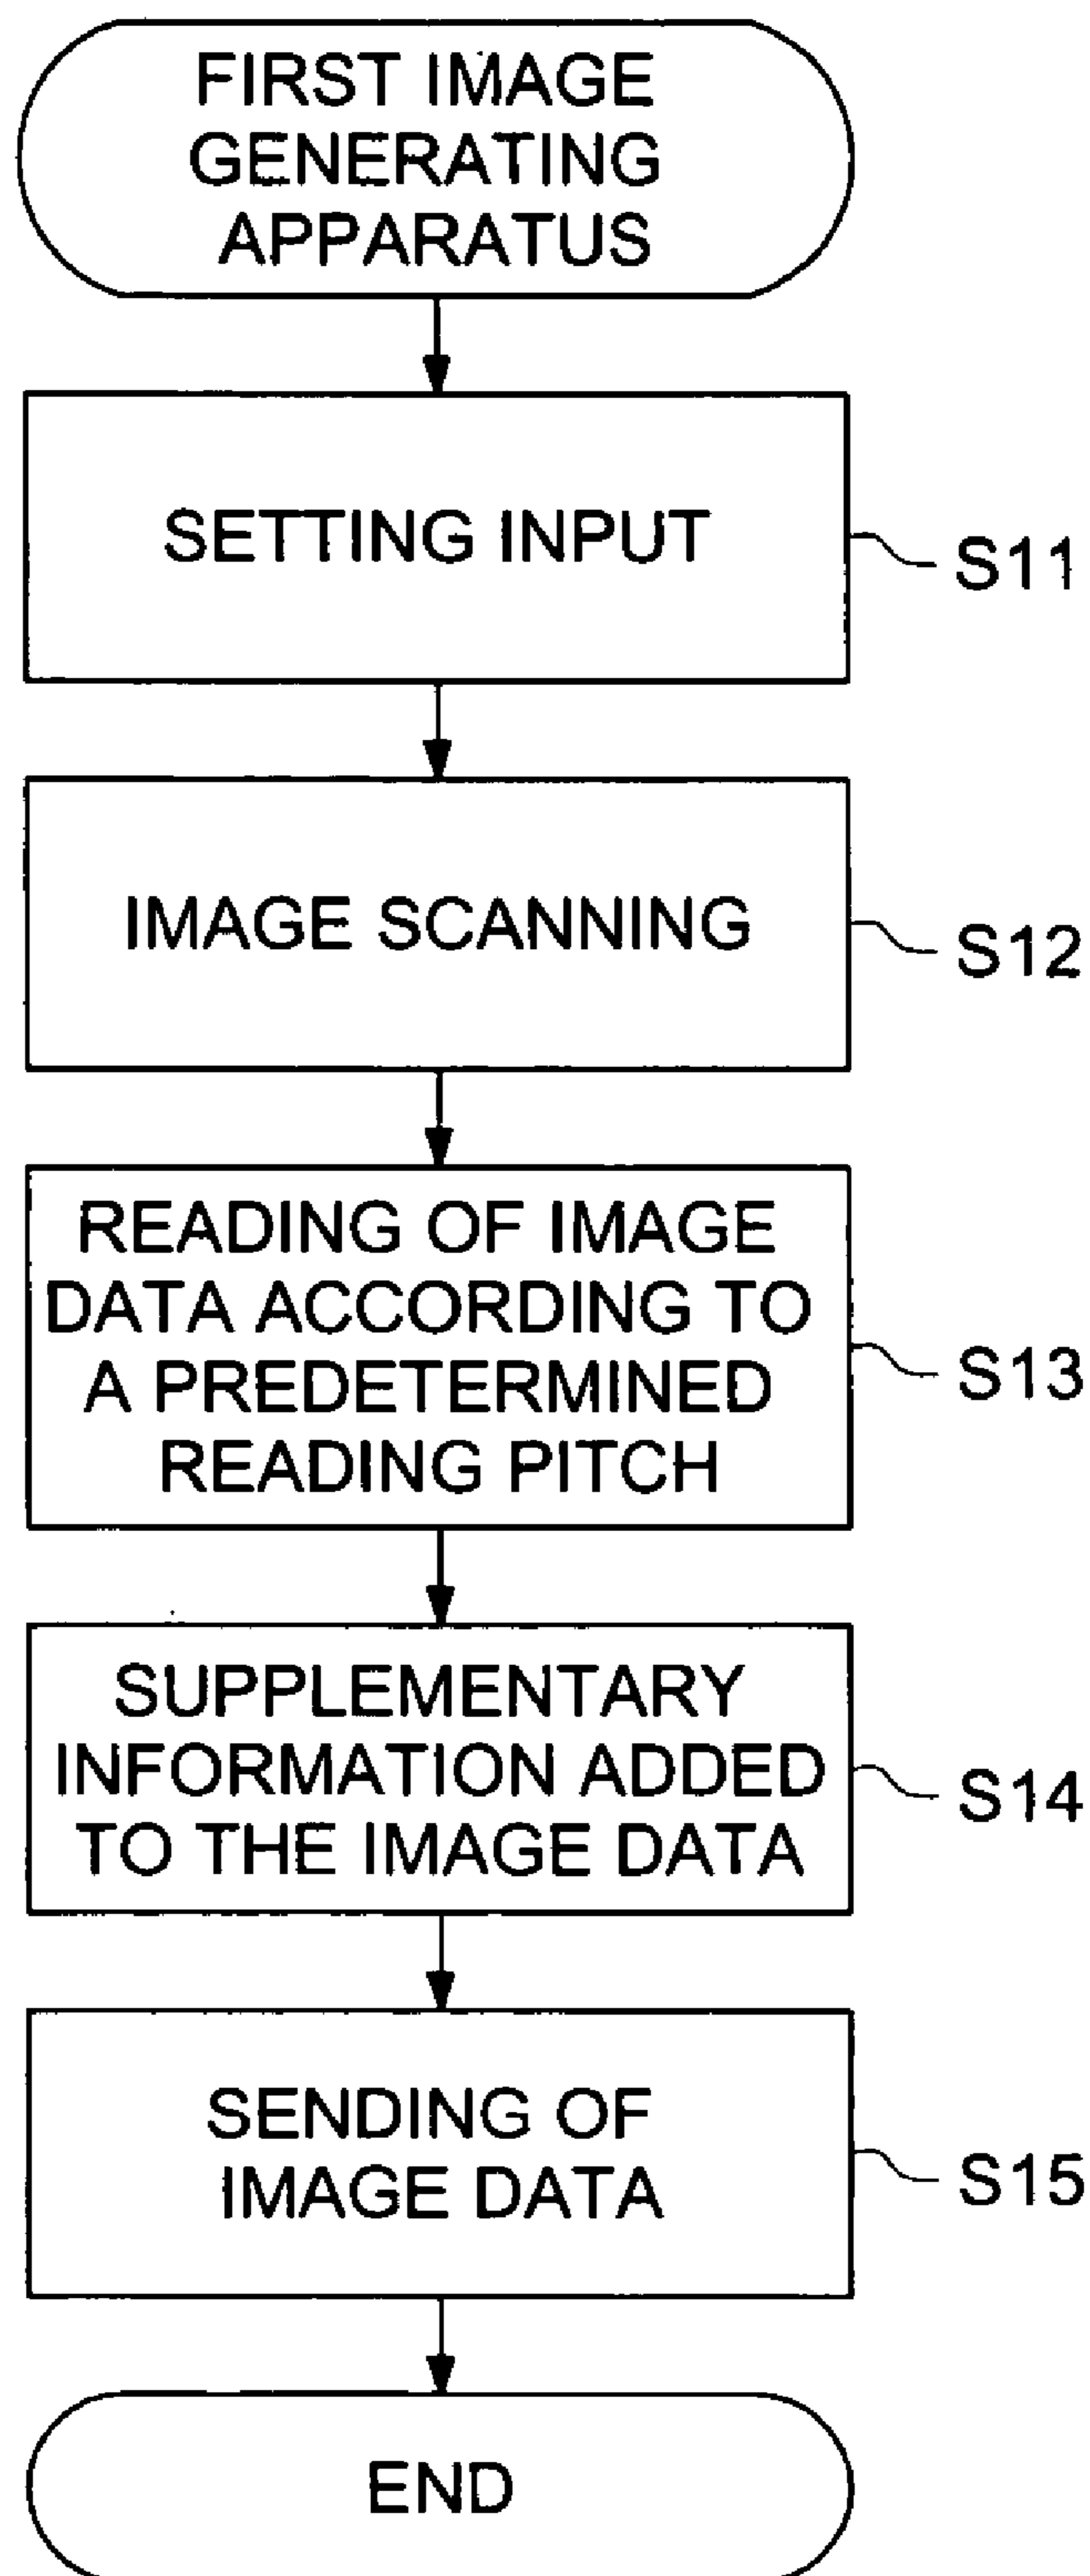 FIRST IMAGE
GENERATING
APPARATUS
SETTING INPUT
S11
IMAGE SCANNING
S12
READING OF IMAGE
DATA ACCORDING TO
A PREDETERMINED
READING PITCH
S13
SUPPLEMENTARY
INFORMATION ADDED
TO THE IMAGE DATA
S14
SENDING OF
IMAGE DATA
S15
END